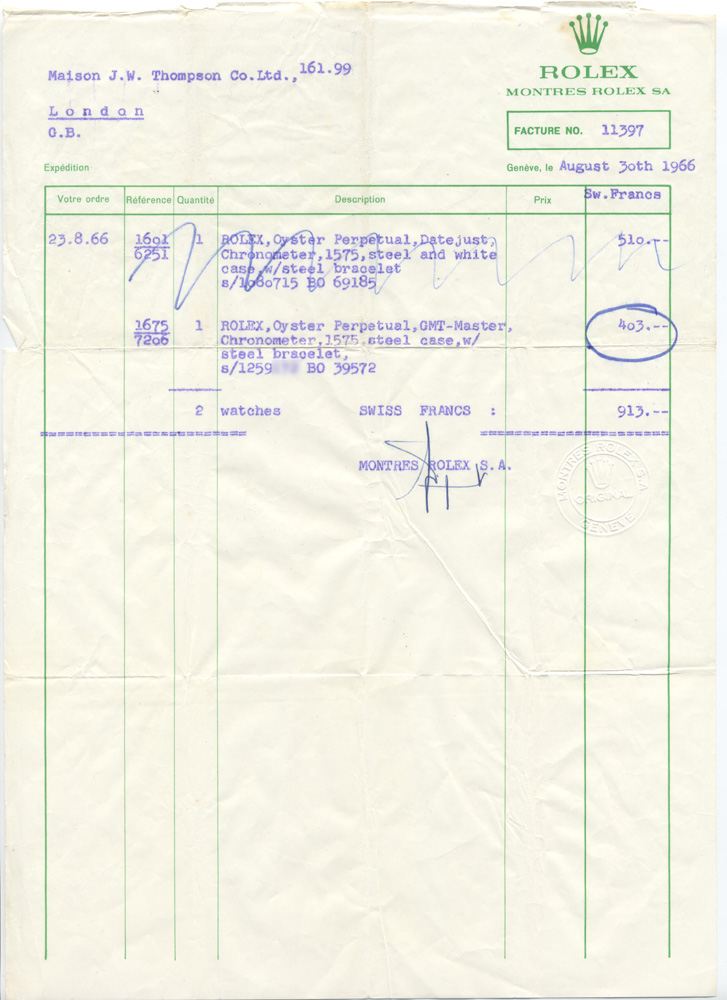 ROLEX
MONTRES ROLEX SA
Maison J.W. Thompson Co.Ltd., 161.99
London
G.B.
FACTURE NO. 11397
Expédition
Genève, le August 30th 1966
Votre ordre Référence Quantité Description Prix Sw.Francs
23.8.66 1601 1 ROLEX,Oyster Perpetual,Datejust, 510.--
6251 Chronometer,1575,steel and white
case,w/steel bracelet
s/1080715 BO 69185
1675 1 ROLEX,Oyster Perpetual,GMT-Master, 403.--
7206 Chronometer,1575,steel case,w/
steel bracelet,
s/1259 BO 39572
2 watches SWISS FRANCS : 913.--
MONTRES ROLEX S.A.
MONTRES ROLEX S.A
ORIGINAL
GENEVE